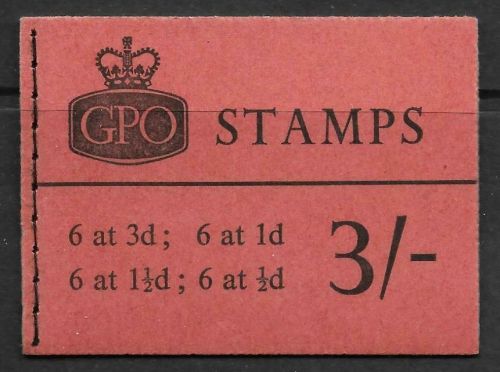 GPO STAMPS
6 at 3d; 6 at 1d
6 at 1½d; 6 at ½d
3/-